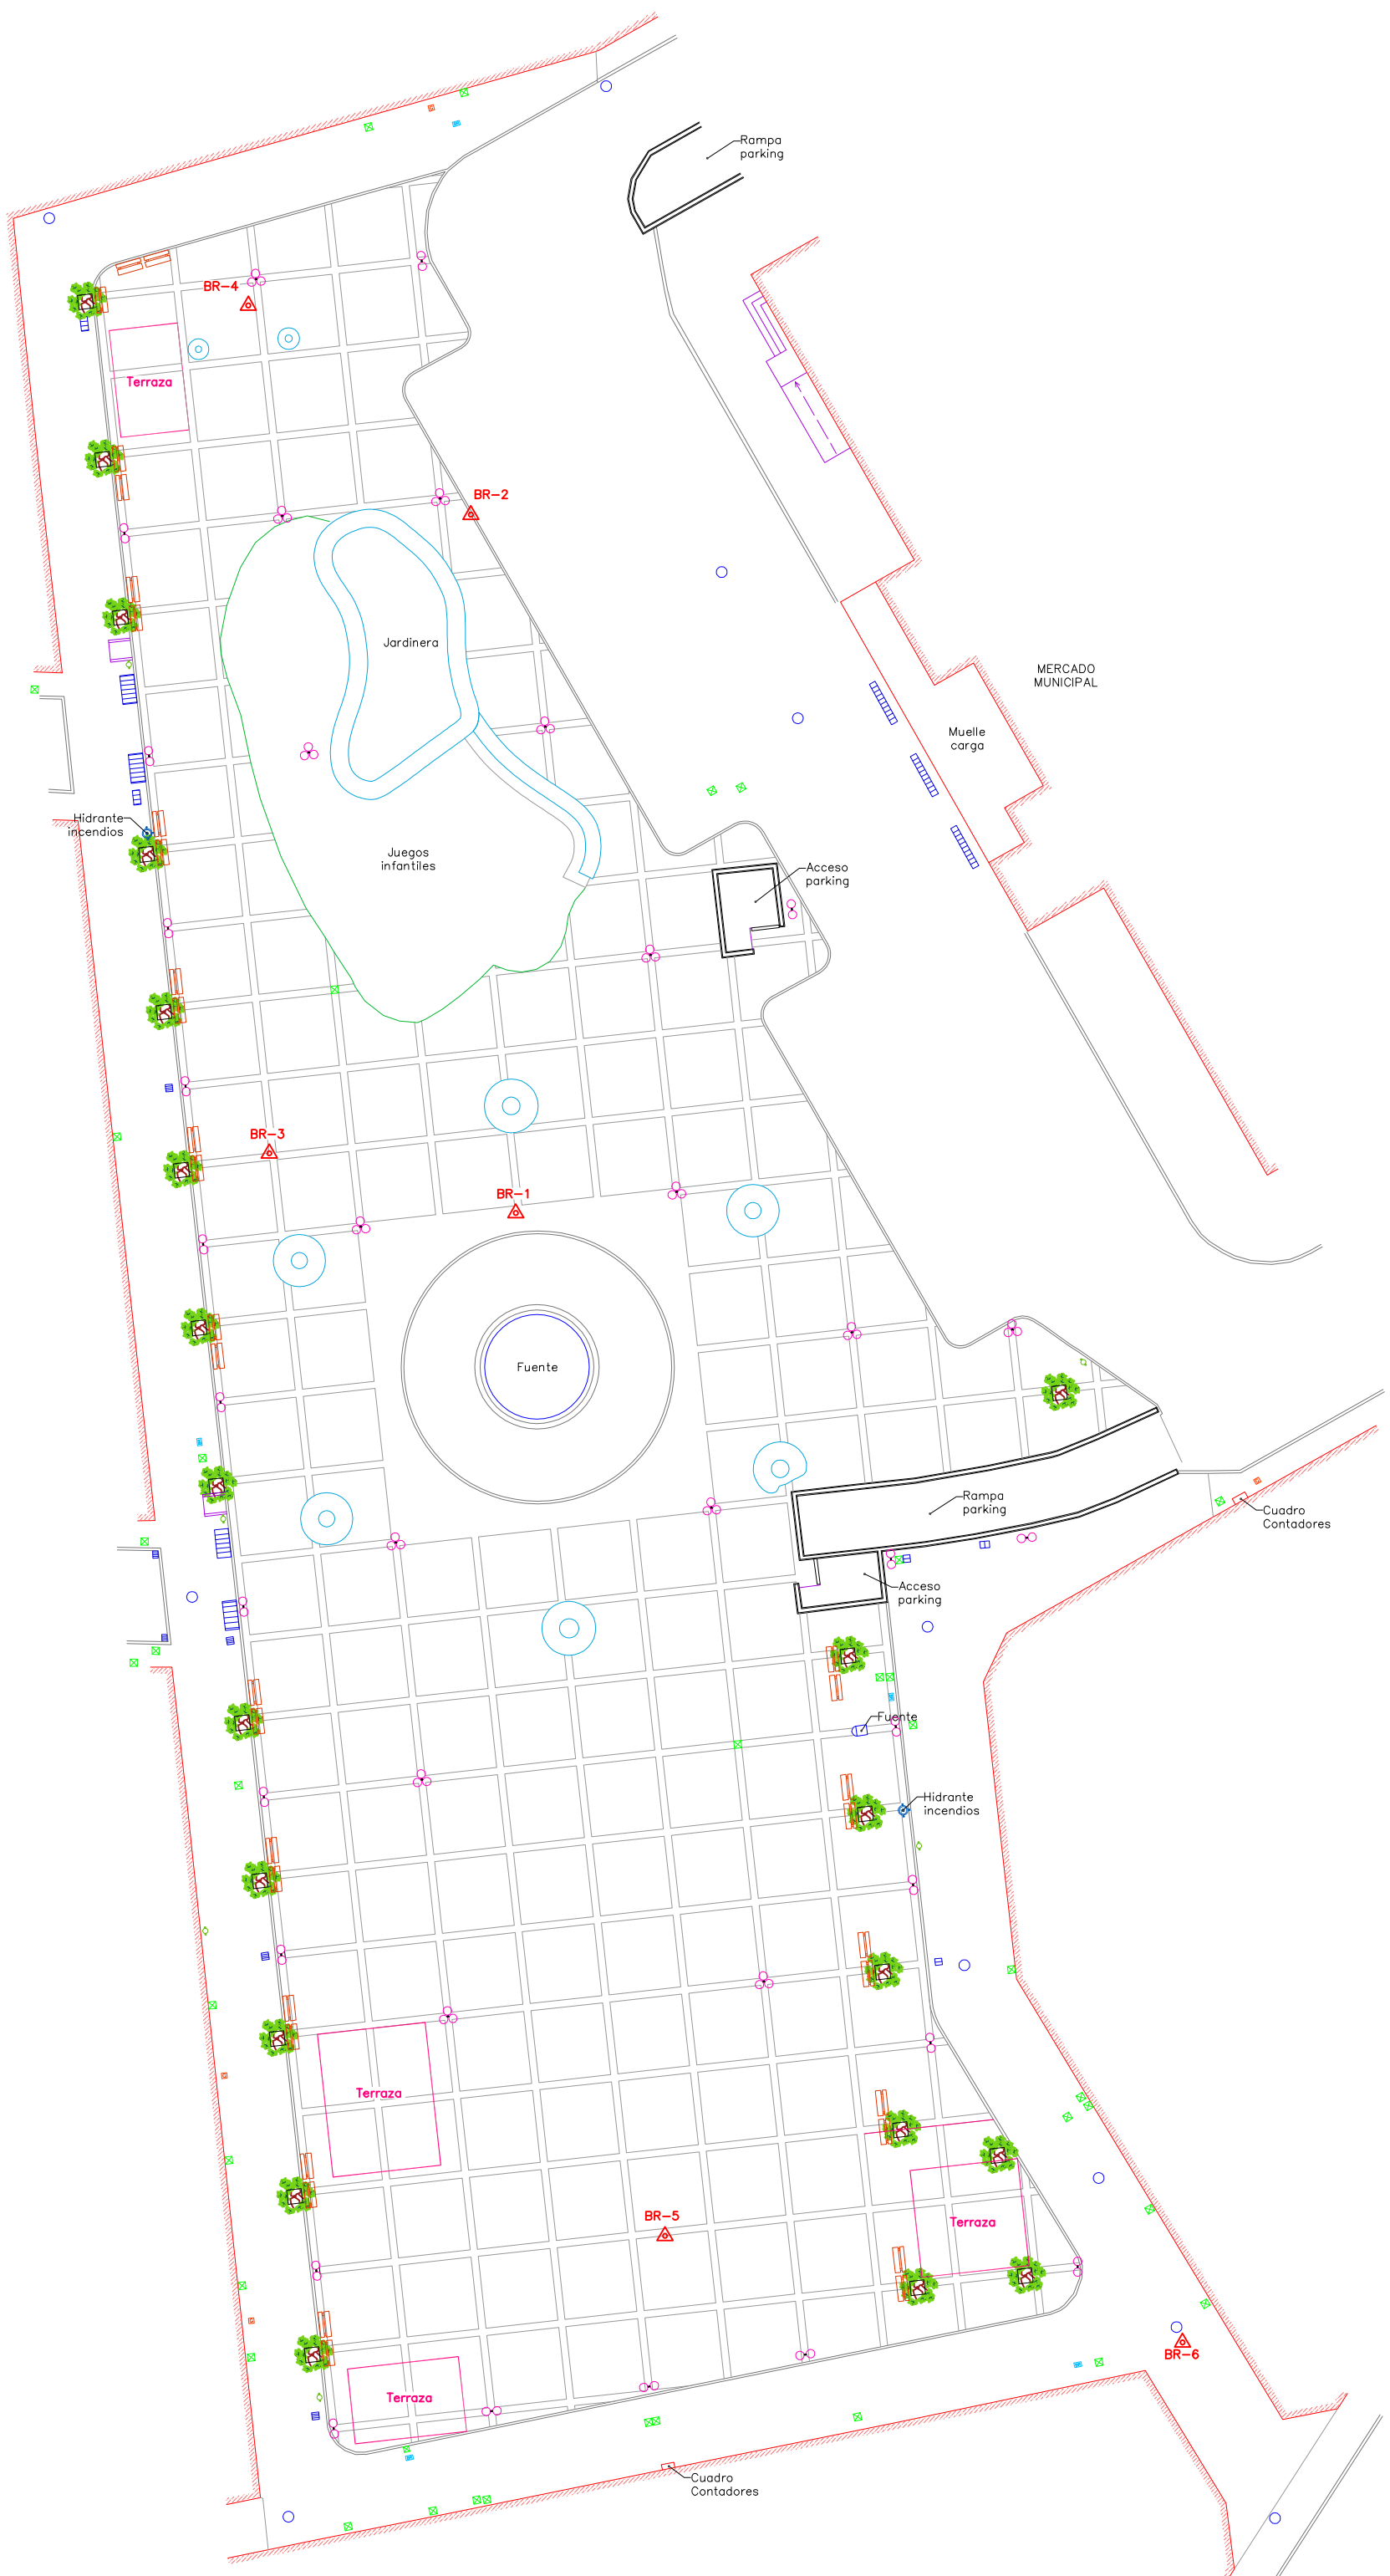 Rampa
parking
BR-4
Terraza
BR-2
Jardinera
MERCADO
MUNICIPAL
Muelle
carga
Hidrante
incendios
Juegos
infantiles
Acceso
parking
BR-3
BR-1
Fuente
Rampa
parking
Cuadro
Contadores
Acceso
parking
Fuente
Hidrante
incendios
Terraza
BR-5
Terraza
BR-6
Terraza
Cuadro
Contadores